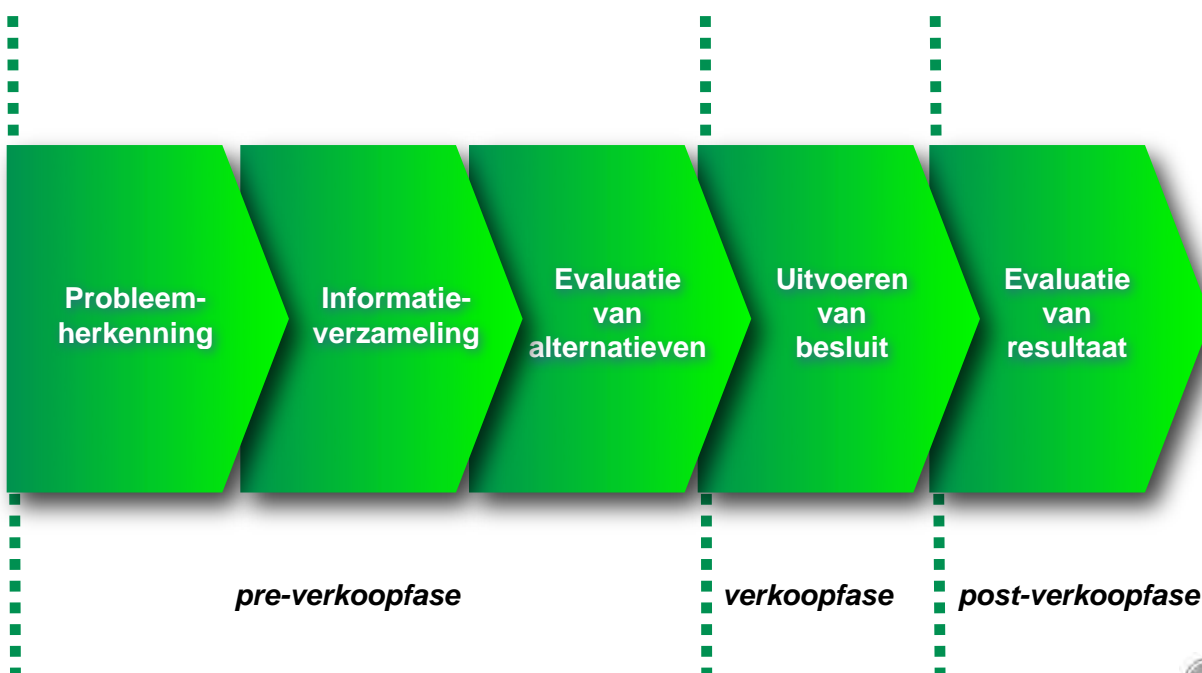 Probleem-
herkenning
Informatie-
verzameling
Evaluatie
van
alternatieven
Uitvoeren
van
besluit
Evaluatie
van
resultaat
pre-verkoopfase
verkoopfase
post-verkoopfase